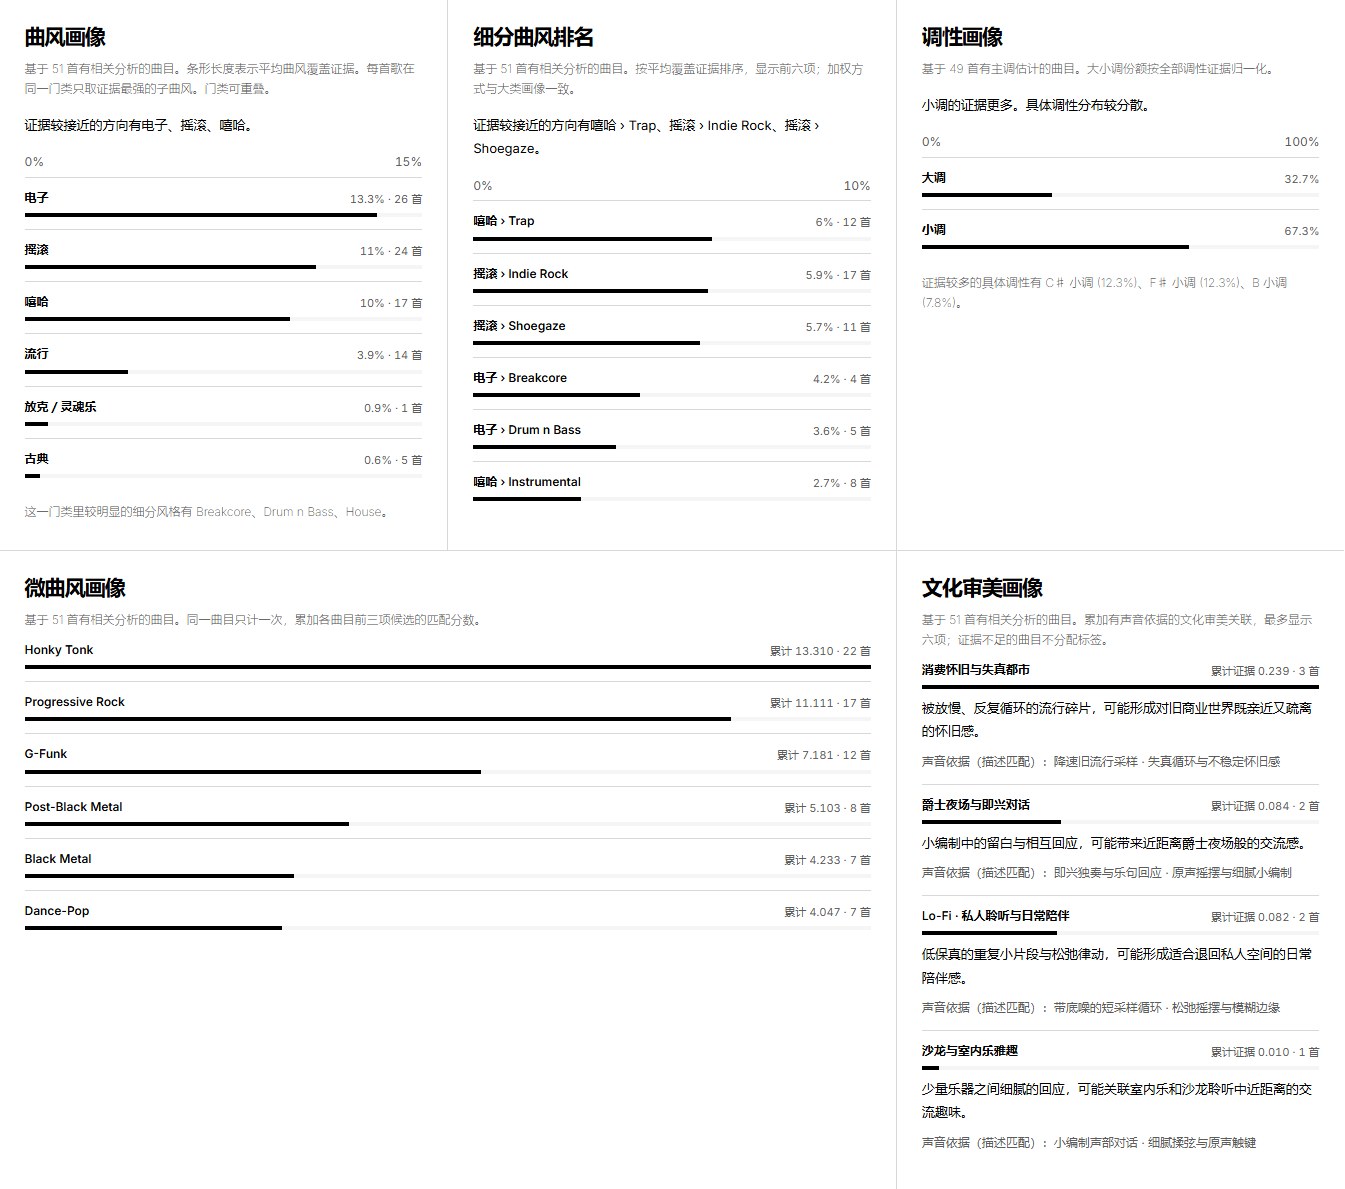 曲风画像
基于 51 首有相关分析的曲目。条形长度表示平均曲风覆盖证据。每首歌在
同一门类只取证据最强的子曲风。门类可重叠。
证据较接近的方向有电子、摇滚、嘻哈。
0% 15%
电子 13.3% · 26 首
摇滚 11% · 24 首
嘻哈 10% · 17 首
流行 3.9% · 14 首
放克 / 灵魂乐 0.9% · 1 首
古典 0.6% · 5 首
这一门类里较明显的细分风格有 Breakcore、Drum n Bass、House。
细分曲风排名
基于 51 首有相关分析的曲目。按平均覆盖证据排序，显示前六项；加权方
式与大类画像一致。
证据较接近的方向有嘻哈 › Trap、摇滚 › Indie Rock、摇滚 ›
Shoegaze。
0% 10%
嘻哈 › Trap 6% · 12 首
摇滚 › Indie Rock 5.9% · 17 首
摇滚 › Shoegaze 5.7% · 11 首
电子 › Breakcore 4.2% · 4 首
电子 › Drum n Bass 3.6% · 5 首
嘻哈 › Instrumental 2.7% · 8 首
调性画像
基于 49 首有主调估计的曲目。大小调份额按全部调性证据归一化。
小调的证据更多。具体调性分布较分散。
0% 100%
大调 32.7%
小调 67.3%
证据较多的具体调性有 C♯ 小调 (12.3%)、F♯ 小调 (12.3%)、B 小调
(7.8%)。
微曲风画像
基于 51 首有相关分析的曲目。同一曲目只计一次，累加各曲目前三项候选的匹配分数。
Honky Tonk 累计 13.310 · 22 首
Progressive Rock 累计 11.111 · 17 首
G-Funk 累计 7.181 · 12 首
Post-Black Metal 累计 5.103 · 8 首
Black Metal 累计 4.233 · 7 首
Dance-Pop 累计 4.047 · 7 首
文化审美画像
基于 51 首有相关分析的曲目。累加有声音依据的文化审美关联，最多显示
六项；证据不足的曲目不分配标签。
消费怀旧与失真都市 累计证据 0.239 · 3 首
被放慢、反复循环的流行碎片，可能形成对旧商业世界既亲近又疏离
的怀旧感。
声音依据（描述匹配）：降速旧流行采样 · 失真循环与不稳定怀旧感
爵士夜场与即兴对话 累计证据 0.084 · 2 首
小编制中的留白与相互回应，可能带来近距离爵士夜场般的交流感。
声音依据（描述匹配）：即兴独奏与乐句回应 · 原声摇摆与细腻小编制
Lo-Fi · 私人聆听与日常陪伴 累计证据 0.082 · 2 首
低保真的重复小片段与松弛律动，可能形成适合退回私人空间的日常
陪伴感。
声音依据（描述匹配）：带底噪的短采样循环 · 松弛摇摆与模糊边缘
沙龙与室内乐雅趣 累计证据 0.010 · 1 首
少量乐器之间细腻的回应，可能关联室内乐和沙龙聆听中近距离的交
流趣味。
声音依据（描述匹配）：小编制声部对话 · 细腻揉弦与原声触键